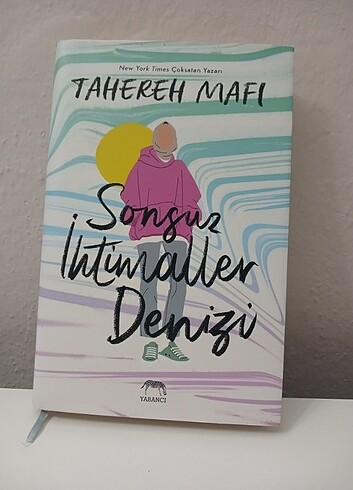 New York Times Çoksatan Yazarı
TAHEREH MAFI
Sonsuz
İhtimaller
Denizi
YABANCI